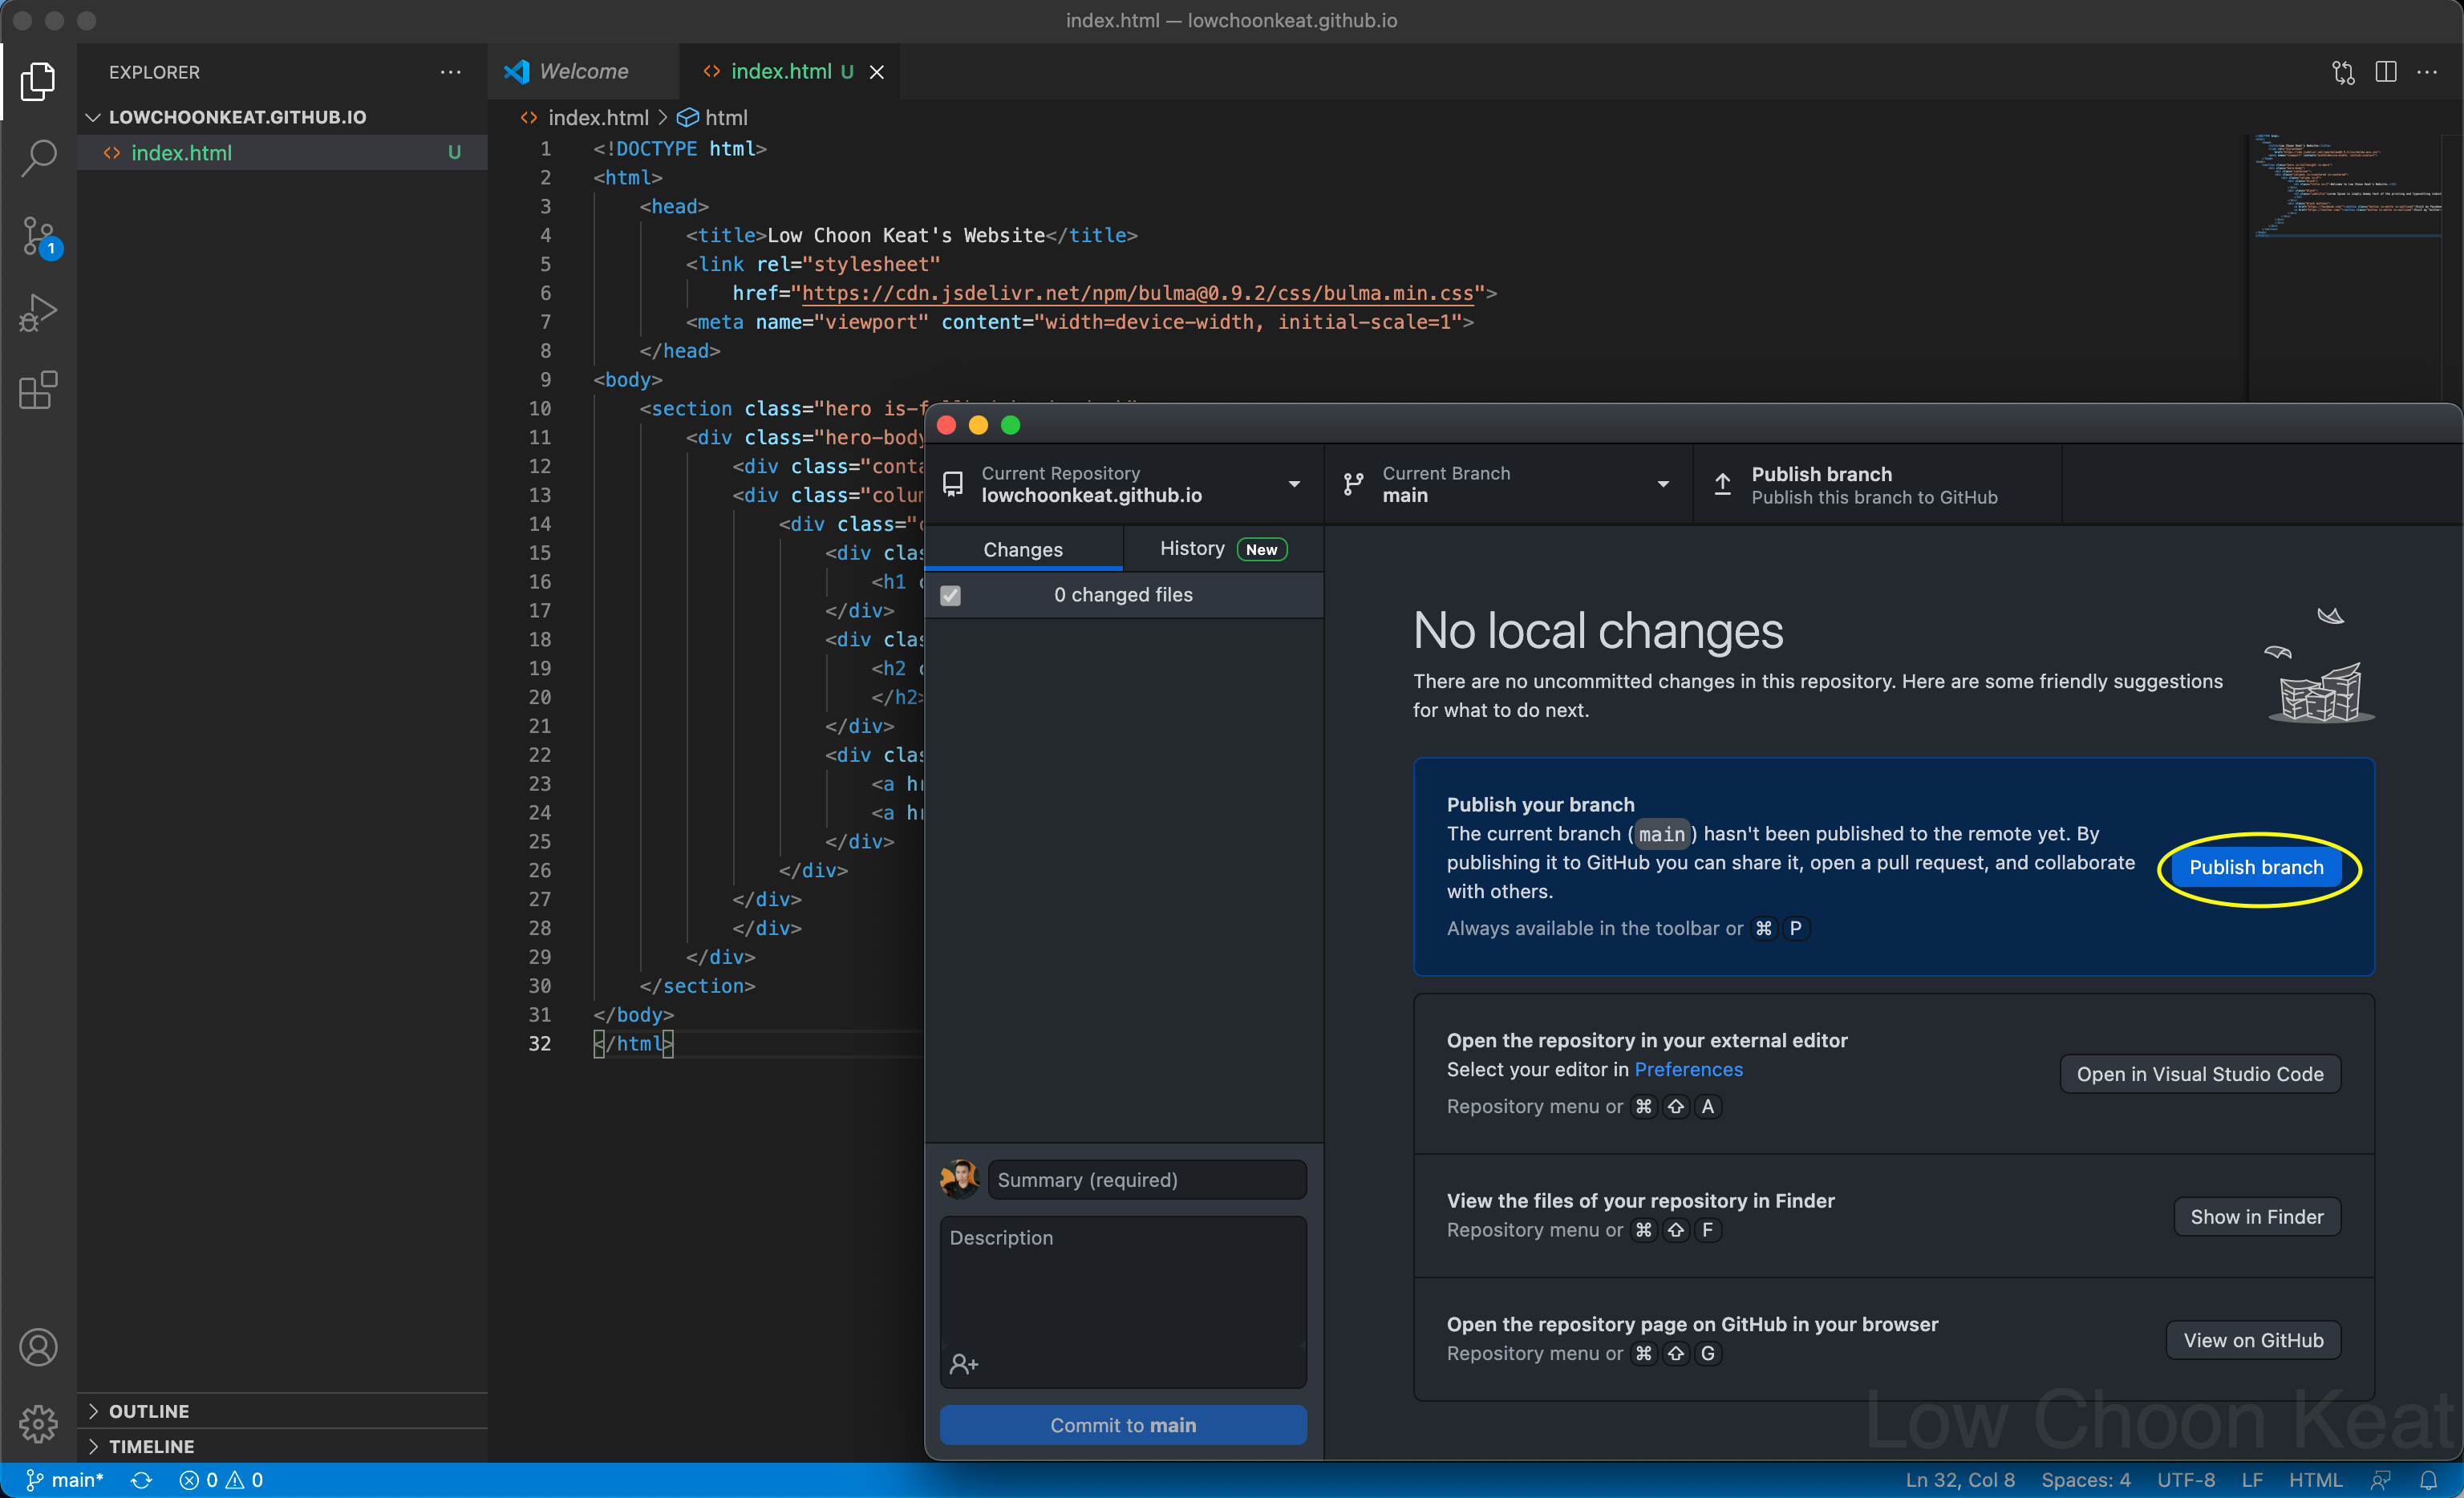 index.html — lowchoonkeat.github.io
EXPLORER
LOWCHOONKEAT.GITHUB.IO
index.html U
1
Welcome
index.html U
index.html > html
1 <!DOCTYPE html>
2 <html>
3 <head>
4 <title>Low Choon Keat's Website</title>
5 <link rel="stylesheet"
6 href="https://cdn.jsdelivr.net/npm/bulma@0.9.2/css/bulma.min.css">
7 <meta name="viewport" content="width=device-width, initial-scale=1">
8 </head>
9 <body>
10 <section class="hero
11 <div class="hero-body
12 <div class="conta
13 <div class="colum
14 <div class="
15 <div clas
16 <h1
17 </div>
18 <div clas
19 <h2
20 </h2>
21 </div>
22 <div clas
23 <a hr
24 <a hr
25 </div>
26 </div>
27 </div>
28 </div>
29 </div>
30 </section>
31 </body>
32 </html>
Current Repository
lowchoonkeat.github.io
Current Branch
main
Publish branch
Publish this branch to GitHub
Changes
History New
0 changed files
No local changes
There are no uncommitted changes in this repository. Here are some friendly suggestions
for what to do next.
Publish your branch
The current branch (main) hasn't been published to the remote yet. By
publishing it to GitHub you can share it, open a pull request, and collaborate
with others.
Always available in the toolbar or ⌘ P
Publish branch
Open the repository in your external editor
Select your editor in Preferences
Repository menu or ⌘ ⇧ A
Open in Visual Studio Code
View the files of your repository in Finder
Repository menu or ⌘ ⇧ F
Show in Finder
Open the repository page on GitHub in your browser
Repository menu or ⌘ ⇧ G
View on GitHub
Summary (required)
Description
Commit to main
Low Choon Keat
OUTLINE
TIMELINE
main* 0 0
Ln 32, Col 8 Spaces: 4 UTF-8 LF HTML